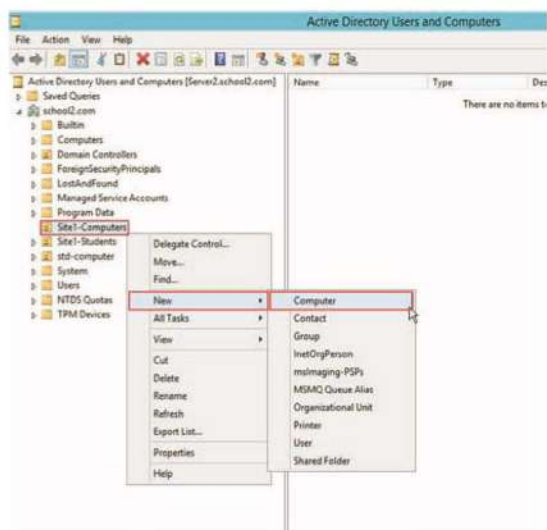 Active Directory Users and Computers
File Action View Help
Active Directory Users and Computers [Server2.school2.com]
Name Type Des
Saved Queries
There are no items to
school2.com
Builtin
Computers
Domain Controllers
ForeignSecurityPrincipals
LostAndFound
Managed Service Accounts
Program Data
Site1-Computers
Site1-Students
std-computer
System
Users
NTDS Quotas
TPM Devices
Delegate Control...
Move...
Find...
New
All Tasks
View
Cut
Delete
Rename
Refresh
Export List...
Properties
Help
Computer
Contact
Group
InetOrgPerson
msImaging-PSPs
MSMQ Queue Alias
Organizational Unit
Printer
User
Shared Folder